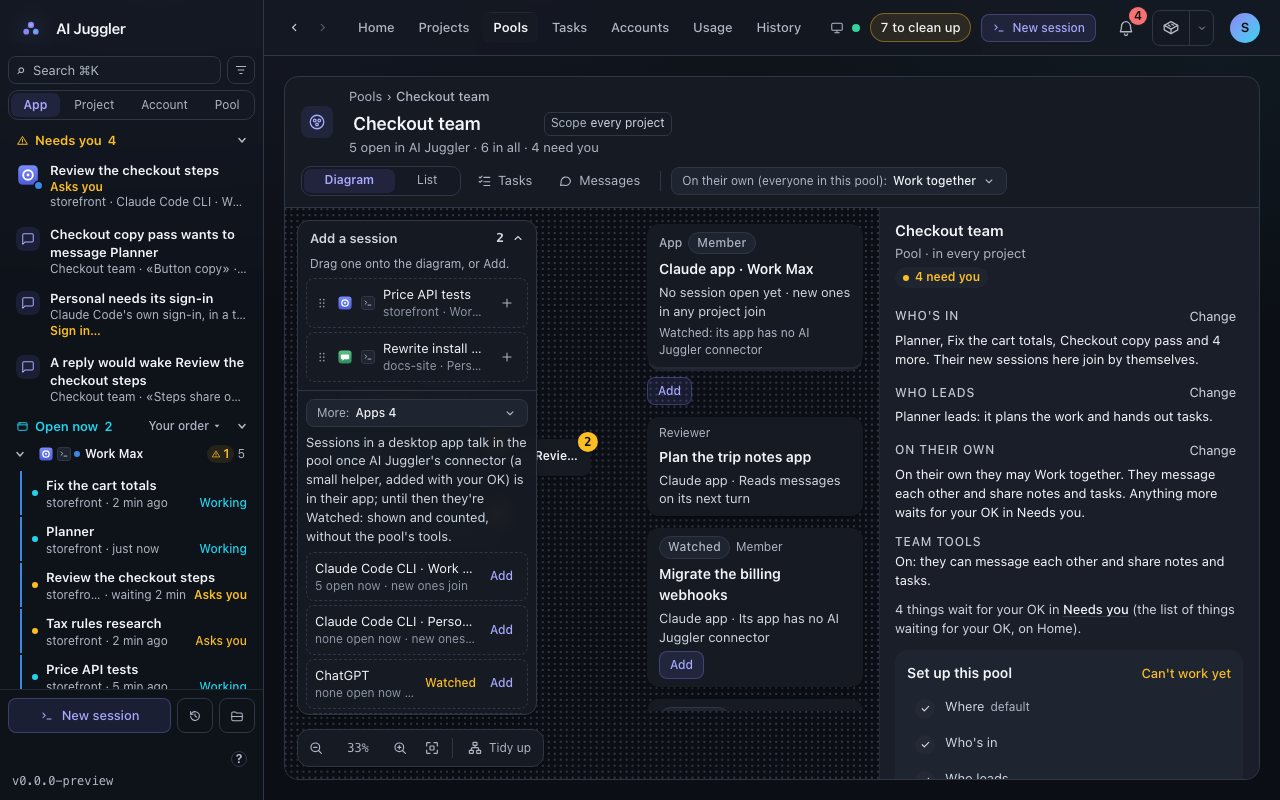 AI Juggler
Search ⌘K
App Project Account Pool
Needs you 4
Review the checkout steps
Asks you
storefront · Claude Code CLI · W...
Checkout copy pass wants to
message Planner
Checkout team · «Button copy» ·...
Personal needs its sign-in
Claude Code's own sign-in, in a t...
Sign in...
A reply would wake Review the
checkout steps
Checkout team · «Steps share o...
Open now 2 Your order
Work Max 1 5
Fix the cart totals
storefront · 2 min ago Working
Planner
storefront · just now Working
Review the checkout steps
storefro... · waiting 2 min Asks you
Tax rules research
storefront · 2 min ago Asks you
Price API tests
storefront · 5 min ago Working
New session
?
v0.0.0-preview
Home Projects Pools Tasks Accounts Usage History
7 to clean up
New session
4
S
Pools › Checkout team
Checkout team
Scope every project
5 open in AI Juggler · 6 in all · 4 need you
Diagram List Tasks Messages
On their own (everyone in this pool): Work together
Add a session 2
Drag one onto the diagram, or Add.
Price API tests
storefront · Wor...
Rewrite install ...
docs-site · Pers...
More: Apps 4
Sessions in a desktop app talk in the
pool once AI Juggler's connector (a
small helper, added with your OK) is
in their app; until then they're
Watched: shown and counted,
without the pool's tools.
Claude Code CLI · Work ...
5 open now · new ones join
Add
Claude Code CLI · Perso...
none open now · new ones...
Add
ChatGPT
none open now ...
Watched Add
33%
Tidy up
Revie...
2
App Member
Claude app · Work Max
No session open yet · new ones
in any project join
Watched: its app has no AI
Juggler connector
Add
Reviewer
Plan the trip notes app
Claude app · Reads messages
on its next turn
Watched Member
Migrate the billing
webhooks
Claude app · Its app has no AI
Juggler connector
Add
Checkout team
Pool · in every project
4 need you
WHO'S IN Change
Planner, Fix the cart totals, Checkout copy pass and 4
more. Their new sessions here join by themselves.
WHO LEADS Change
Planner leads: it plans the work and hands out tasks.
ON THEIR OWN Change
On their own they may Work together. They message
each other and share notes and tasks. Anything more
waits for your OK in Needs you.
TEAM TOOLS
On: they can message each other and share notes and
tasks.
4 things wait for your OK in Needs you (the list of things
waiting for your OK, on Home).
Set up this pool Can't work yet
Where default
Who's in
Who leads